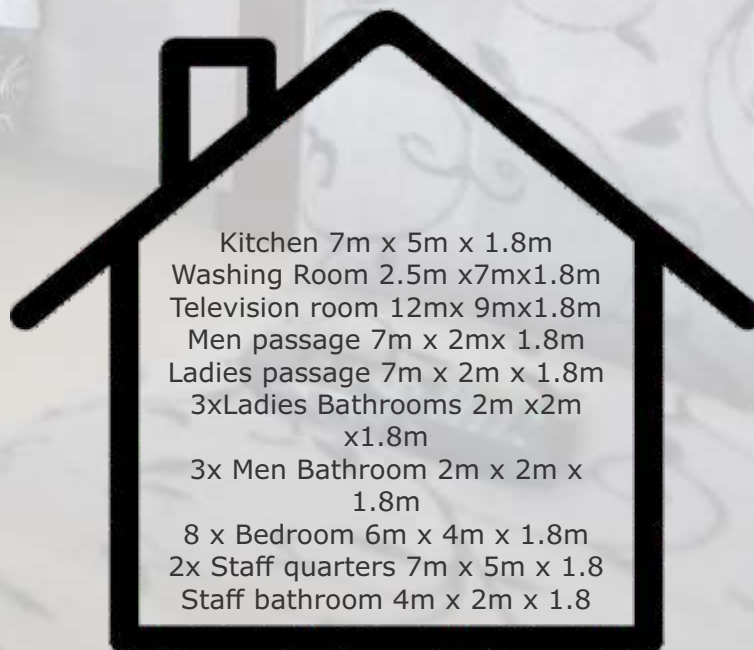 Kitchen 7m x 5m x 1.8m
Washing Room 2.5m x7mx1.8m
Television room 12mx 9mx1.8m
Men passage 7m x 2mx 1.8m
Ladies passage 7m x 2m x 1.8m
3xLadies Bathrooms 2m x2m
x1.8m
3x Men Bathroom 2m x 2m x
1.8m
8 x Bedroom 6m x 4m x 1.8m
2x Staff quarters 7m x 5m x 1.8
Staff bathroom 4m x 2m x 1.8